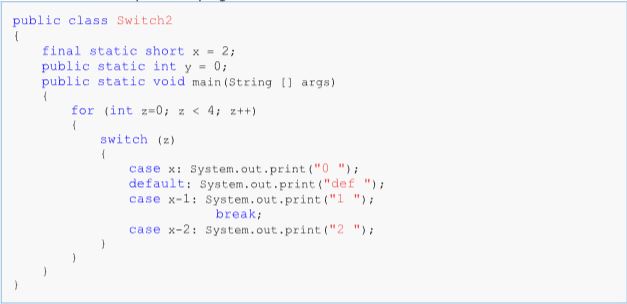 public class Switch2
{
    final static short x = 2;
    public static int y = 0;
    public static void main(String [] args)
    {
        for (int z=0; z < 4; z++)
        {
            switch (z)
            {
                case x: System.out.print("0 ");
                default: System.out.print("def ");
                case x-1: System.out.print("1 ");
                            break;
                case x-2: System.out.print("2 ");
            }
        }
    }
}